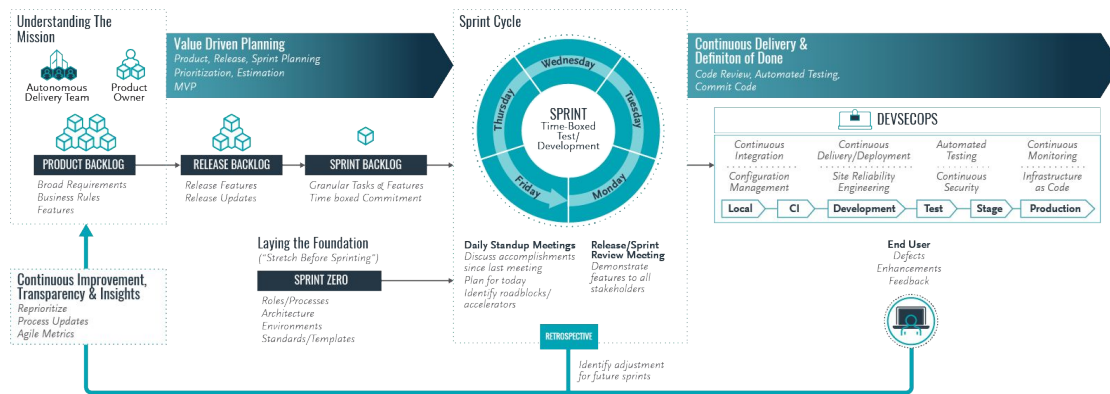 Understanding The
Mission
Autonomous
Delivery Team
Product
Owner
Value Driven Planning
Product, Release, Sprint Planning
Prioritization, Estimation
MVP
PRODUCT BACKLOG
Broad Requirements
Business Rules
Features
RELEASE BACKLOG
Release Features
Release Updates
SPRINT BACKLOG
Granular Tasks & Features
Time boxed Commitment
Laying the Foundation
("Stretch Before Sprinting")
SPRINT ZERO
Roles/Processes
Architecture
Environments
Standards/Templates
Sprint Cycle
Wednesday
Tuesday
Monday
Friday
Thursday
SPRINT
Time-Boxed
Test/
Development
Daily Standup Meetings
Discuss accomplishments
since last meeting
Plan for today
Identify roadblocks/
accelerators
Release/Sprint
Review Meeting
Demonstrate
features to all
stakeholders
RETROSPECTIVE
Identify adjustment
for future sprints
Continuous Delivery &
Definiton of Done
Code Review, Automated Testing,
Commit Code
DEVSECOPS
Continuous
Integration
Continuous
Delivery/Deployment
Automated
Testing
Continuous
Monitoring
Configuration
Management
Site Reliability
Engineering
Continuous
Security
Infrastructure
as Code
Local
CI
Development
Test
Stage
Production
End User
Defects
Enhancements
Feedback
Continuous Improvement,
Transparency & Insights
Reprioritize
Process Updates
Agile Metrics